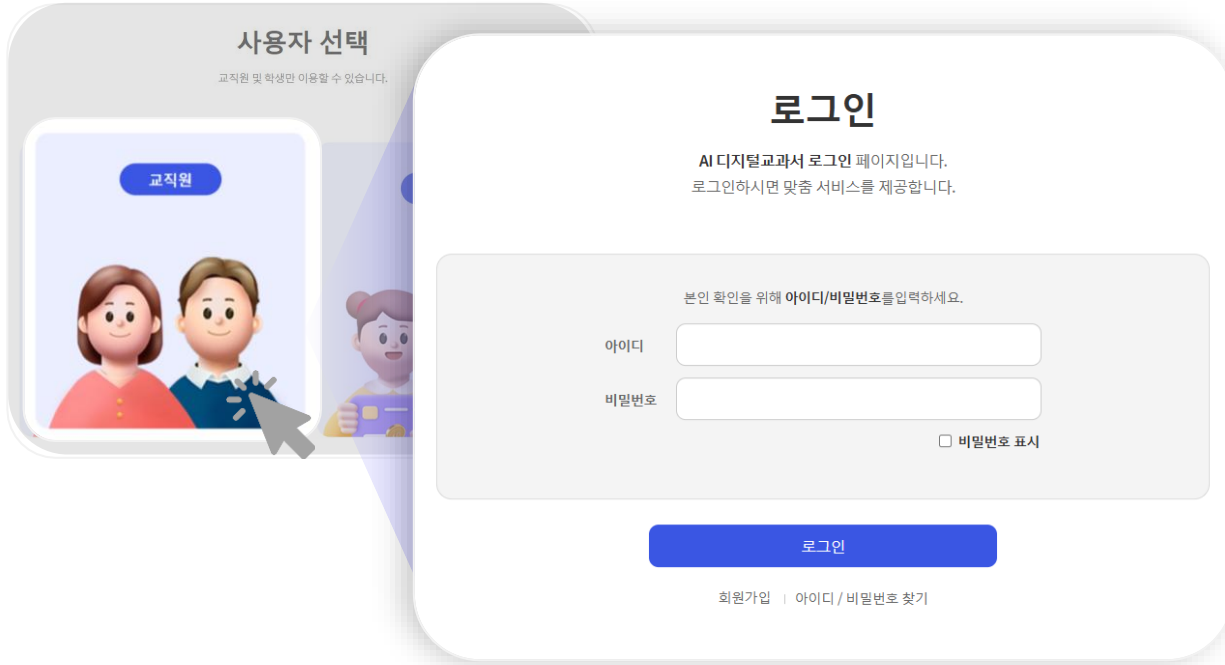 사용자 선택
교직원 및 학생만 이용할 수 있습니다.
교직원
로그인
AI 디지털교과서 로그인 페이지입니다.
로그인하시면 맞춤 서비스를 제공합니다.
본인 확인을 위해 아이디/비밀번호를입력하세요.
아이디
비밀번호
비밀번호 표시
로그인
회원가입 | 아이디 / 비밀번호 찾기